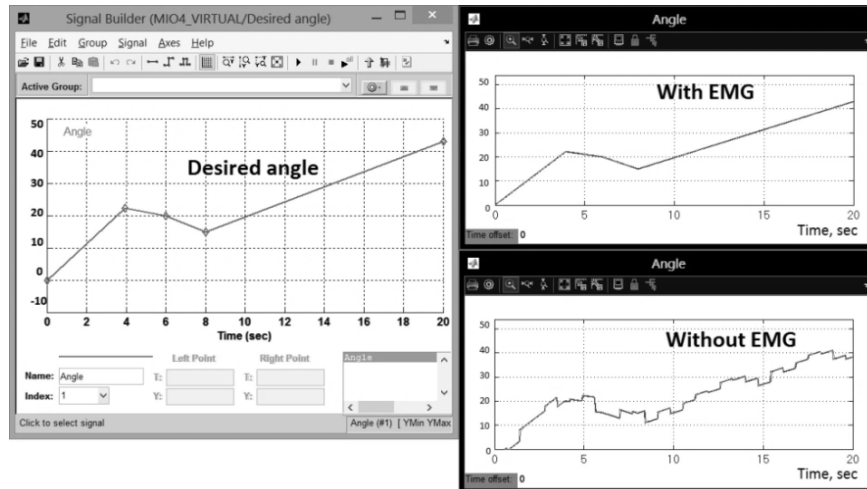 Signal Builder (MIO4_VIRTUAL/Desired angle)
File Edit Group Signal Axes Help
Active Group:
Angle
Desired angle
50
40
30
20
10
0
-10
0 2 4 6 8 10 12 14 16 18 20
Time (sec)
Left Point Right Point
Name: Angle T: T:
Index: 1 Y: Y:
Angle
Click to select signal
Angle (#1) [ YMin YMax
Angle
With EMG
50
40
30
20
10
0
0 5 10 15 20
Time offset: 0
Time, sec
Angle
Without EMG
50
40
30
20
10
0
0 5 10 15 20
Time offset: 0
Time, sec